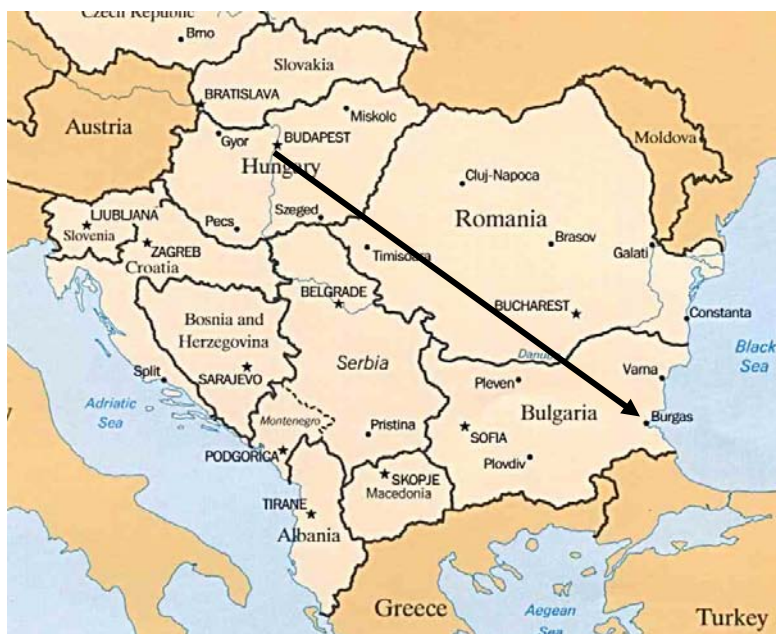 Czech Republic
Brno
Slovakia
BRATISLAVA
Miskolc
Austria
Gyor
BUDAPEST
Hungary
Moldova
Cluj-Napoca
Romania
Szeged
Pecs
LJUBLJANA
Slovenia
ZAGREB
Croatia
Timisoara
Brasov
Galati
BELGRADE
BUCHAREST
Constanta
Bosnia and
Herzegovina
Serbia
Danu
Black
Sea
Split
SARAJEVO
Pleven
Varna
Adriatic
Sea
Montenegro
Pristina
Bulgaria
Burgas
SOFIA
PODGORICA
Plovdiv
SKOPJE
Macedonia
TIRANE
Albania
Greece
Aegean
Sea
Turkey